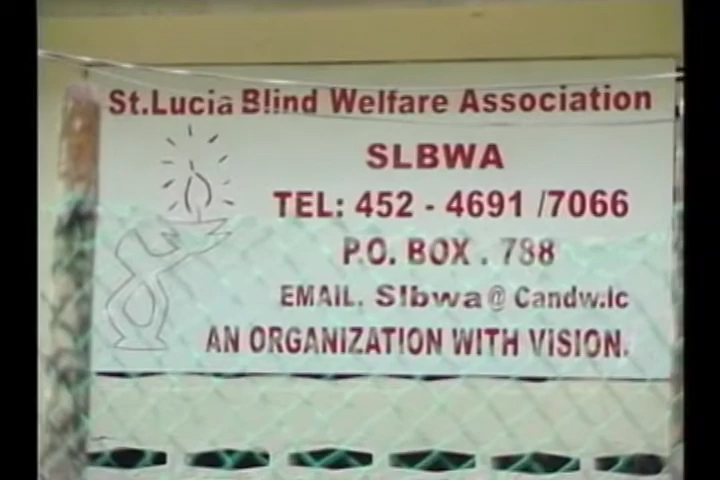 St.Lucia Blind Welfare Association
SLBWA
TEL: 452 - 4691 /7066
P.O. BOX . 788
EMAIL. Slbwa@Candw.lc
AN ORGANIZATION WITH VISION.